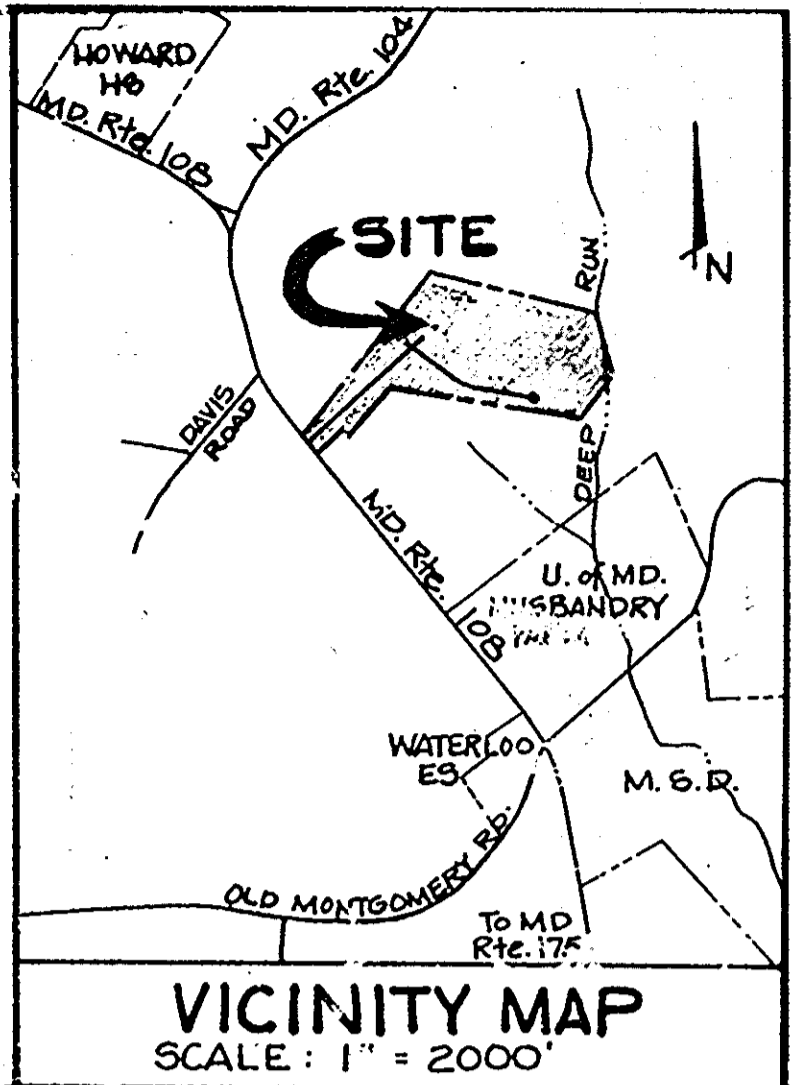 HOWARD
HS
MD. Rte. 108
MD. Rte. 104
SITE
N
DEEP RUN
DAVIS
ROAD
MD. Rte. 108
U. of MD.
HUSBANDRY
WATERLOO
ES
M. S. D.
OLD MONTGOMERY RD.
To MD
Rte. 175
VICINITY MAP
SCALE : 1" = 2000'